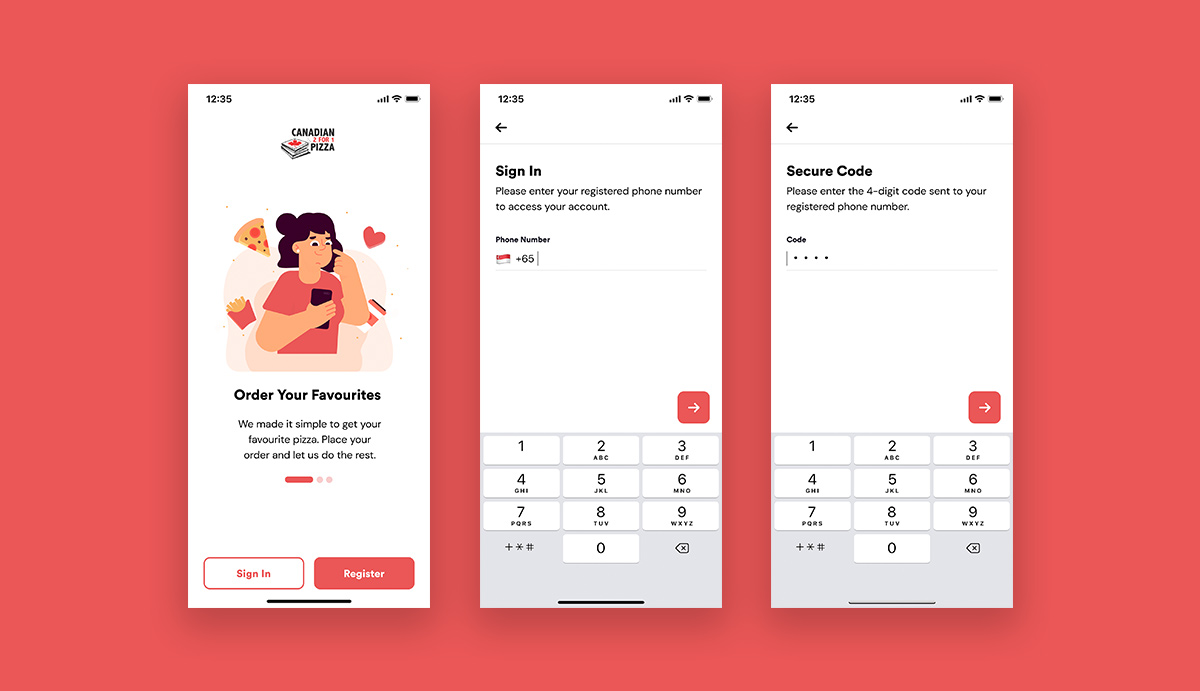 12:35
CANADIAN
2 FOR 1
PIZZA
Order Your Favourites
We made it simple to get your
favourite pizza. Place your
order and let us do the rest.
Sign In
Register
12:35
Sign In
Please enter your registered phone number
to access your account.
Phone Number
+65
1
2
ABC
3
DEF
4
GHI
5
JKL
6
MNO
7
PQRS
8
TUV
9
WXYZ
+*#
0
12:35
Secure Code
Please enter the 4-digit code sent to your
registered phone number.
Code
1
2
ABC
3
DEF
4
GHI
5
JKL
6
MNO
7
PQRS
8
TUV
9
WXYZ
+*#
0